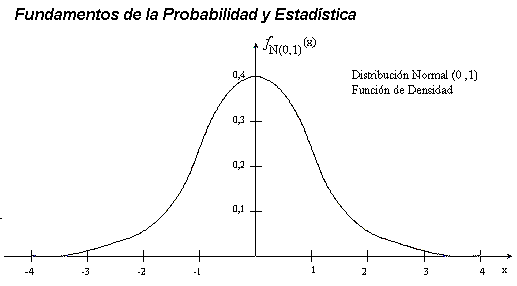 Fundamentos de la Probabilidad y Estadística
f N(0,1) (x)
Distribución Normal (0 ,1)
Función de Densidad
0,4
0,3
0,2
0,1
-4 -3 -2 -1 1 2 3 4 x